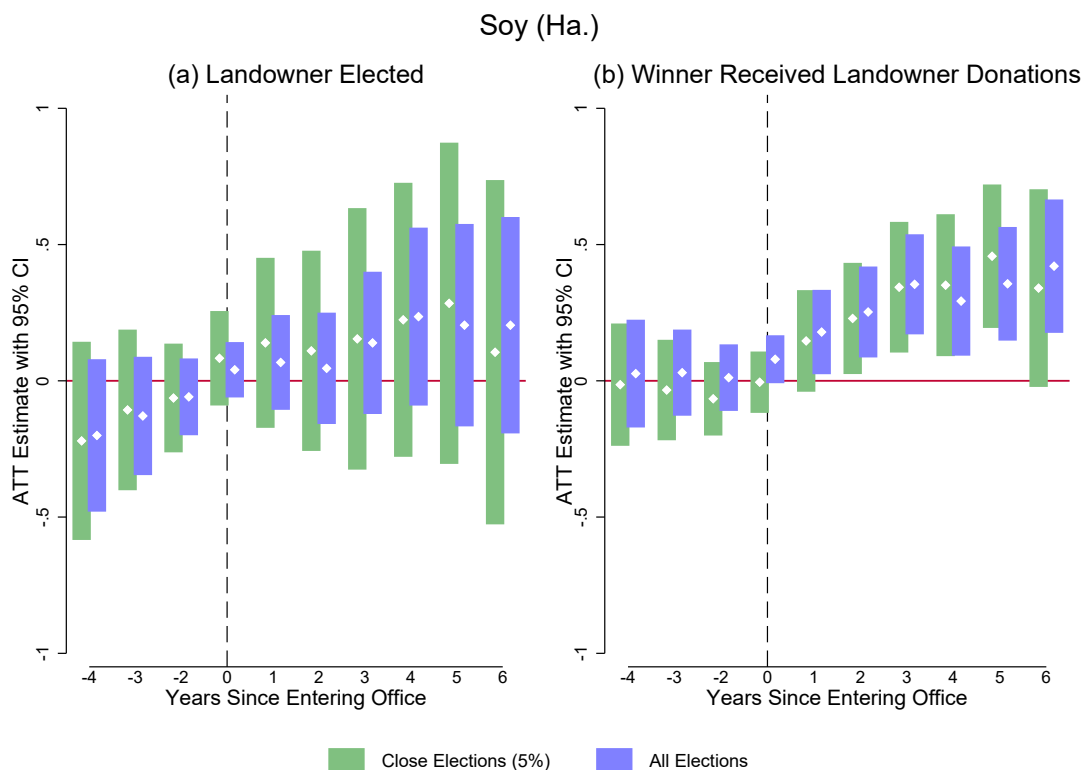 Soy (Ha.)
(a) Landowner Elected
(b) Winner Received Landowner Donations
ATT Estimate with 95% CI
1
.5
0
-.5
-1
-4 -3 -2 0 1 2 3 4 5 6
Years Since Entering Office
ATT Estimate with 95% CI
1
.5
0
-.5
-1
-4 -3 -2 0 1 2 3 4 5 6
Years Since Entering Office
Close Elections (5%) All Elections